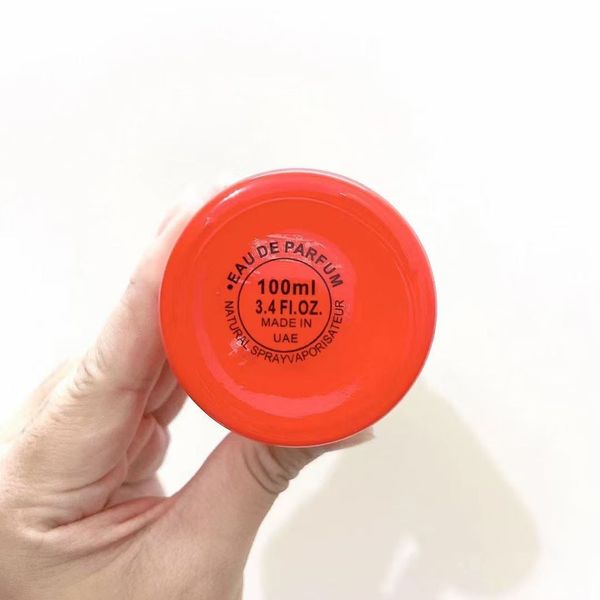 •EAU DE PARFUM
100ml
3.4 Fl.OZ.
MADE IN
UAE
NATURAL SPRAYVAPORISATEUR